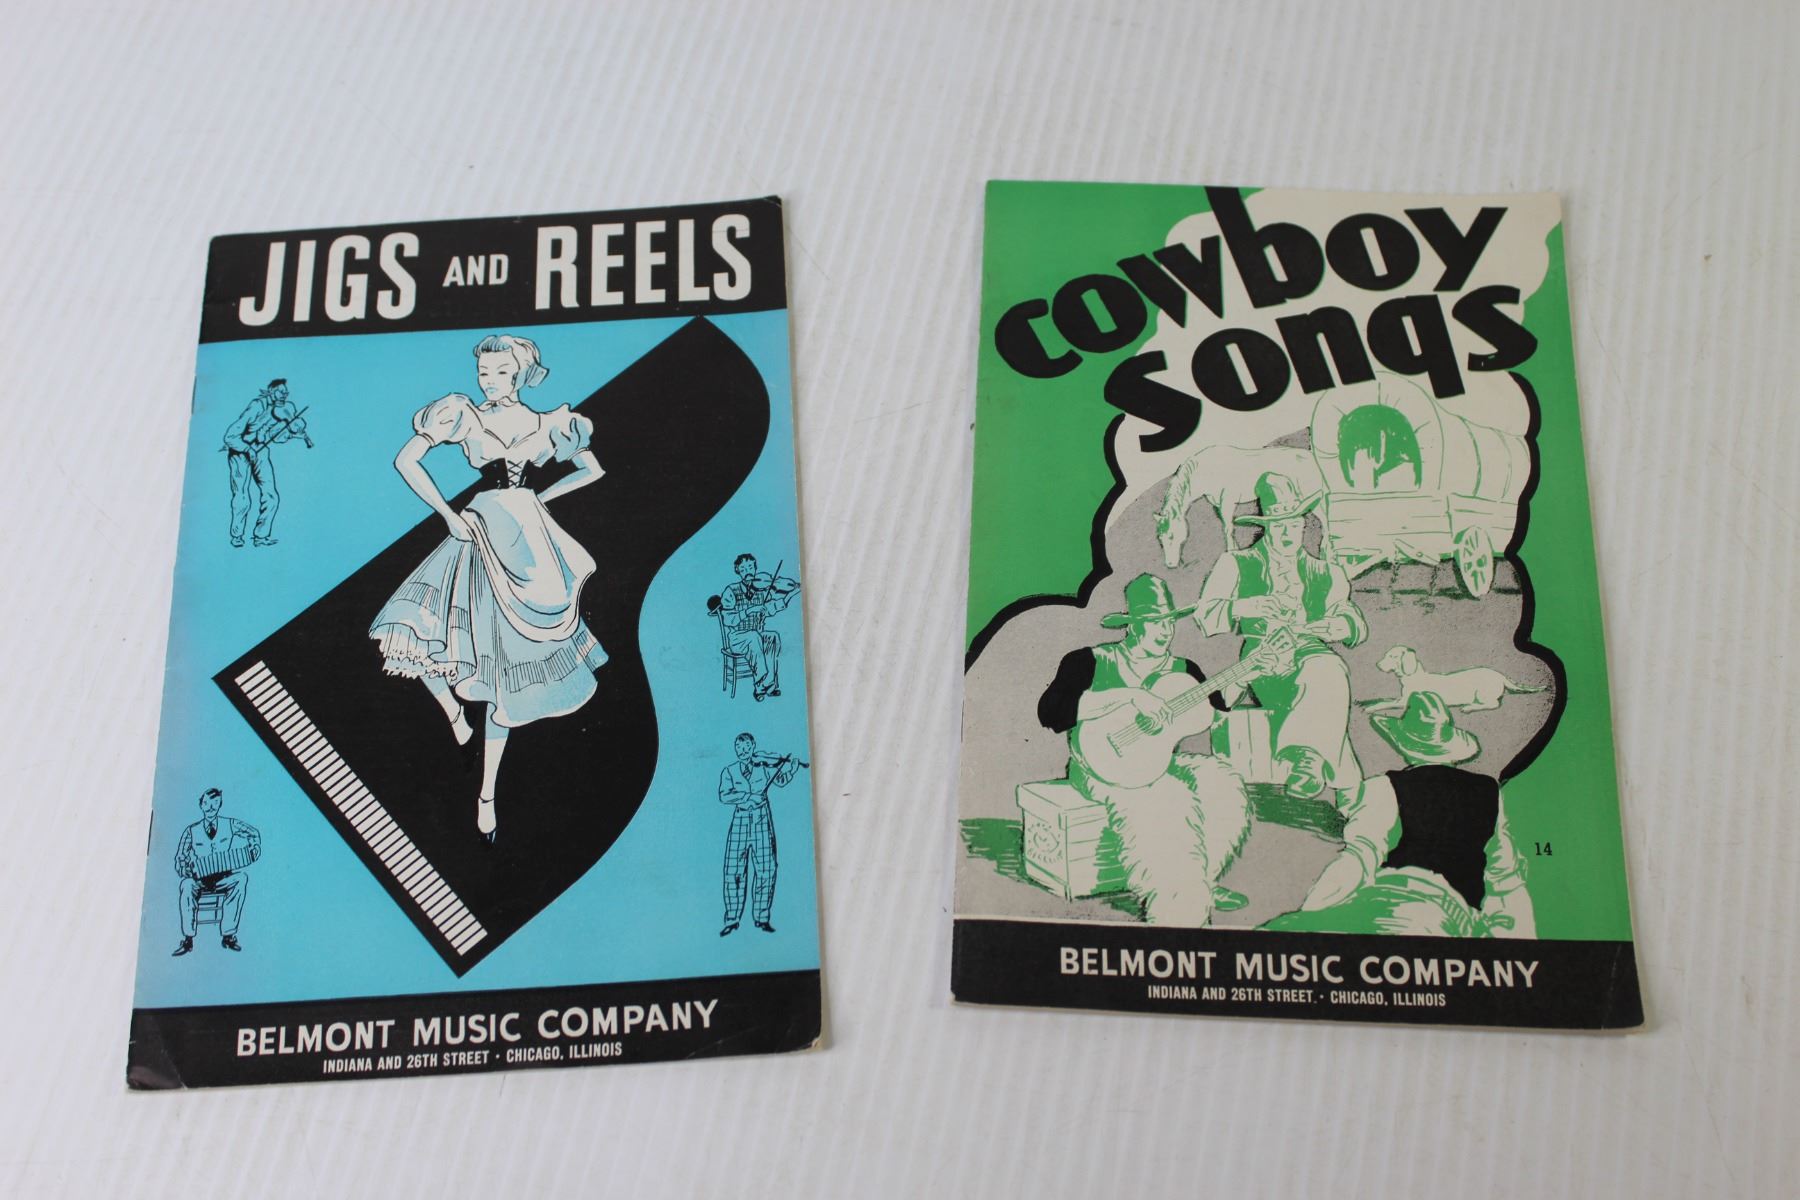 JIGS AND REELS
BELMONT MUSIC COMPANY
INDIANA AND 26TH STREET • CHICAGO, ILLINOIS
cowboy
songs
14
BELMONT MUSIC COMPANY
INDIANA AND 26TH STREET. • CHICAGO, ILLINOIS